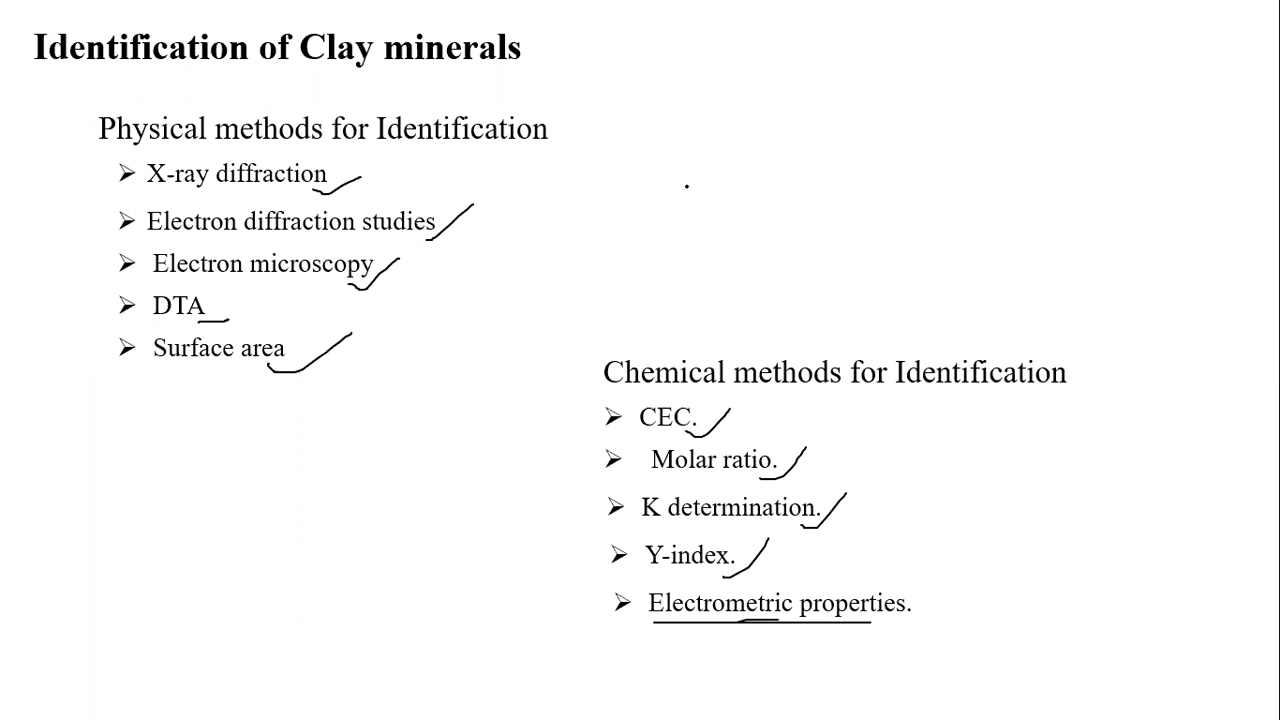 Identification of Clay minerals
Physical methods for Identification
➢ X-ray diffraction
➢ Electron diffraction studies
➢ Electron microscopy
➢ DTA
➢ Surface area
Chemical methods for Identification
➢ CEC.
➢ Molar ratio.
➢ K determination.
➢ Y-index.
➢ Electrometric properties.